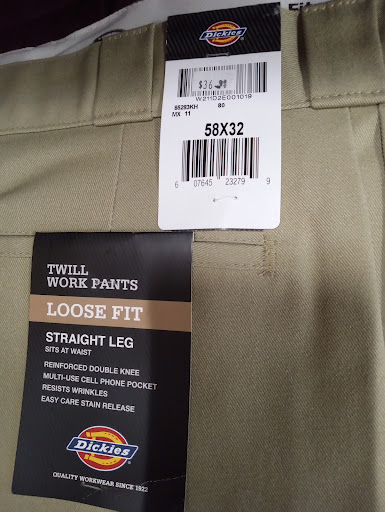 Dickies
$36.99
W211D2E001019
85283KH 80
MX 11
58X32
6 07645 23279 9
TWILL
WORK PANTS
LOOSE FIT
STRAIGHT LEG
SITS AT WAIST
REINFORCED DOUBLE KNEE
MULTI-USE CELL PHONE POCKET
RESISTS WRINKLES
EASY CARE STAIN RELEASE
Dickies
QUALITY WORKWEAR SINCE 1922